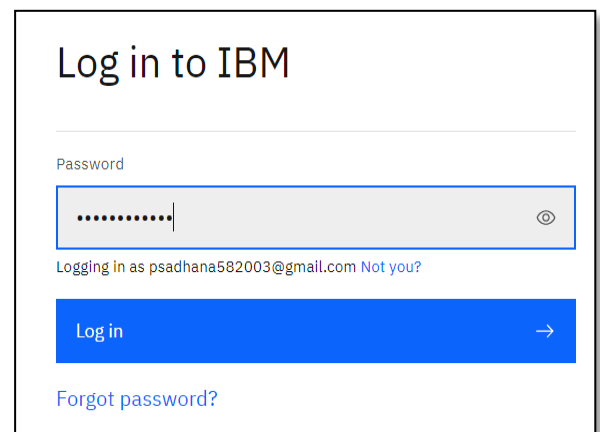 Log in to IBM
Password
••••••••••••
Logging in as psadhana582003@gmail.com Not you?
Log in
Forgot password?